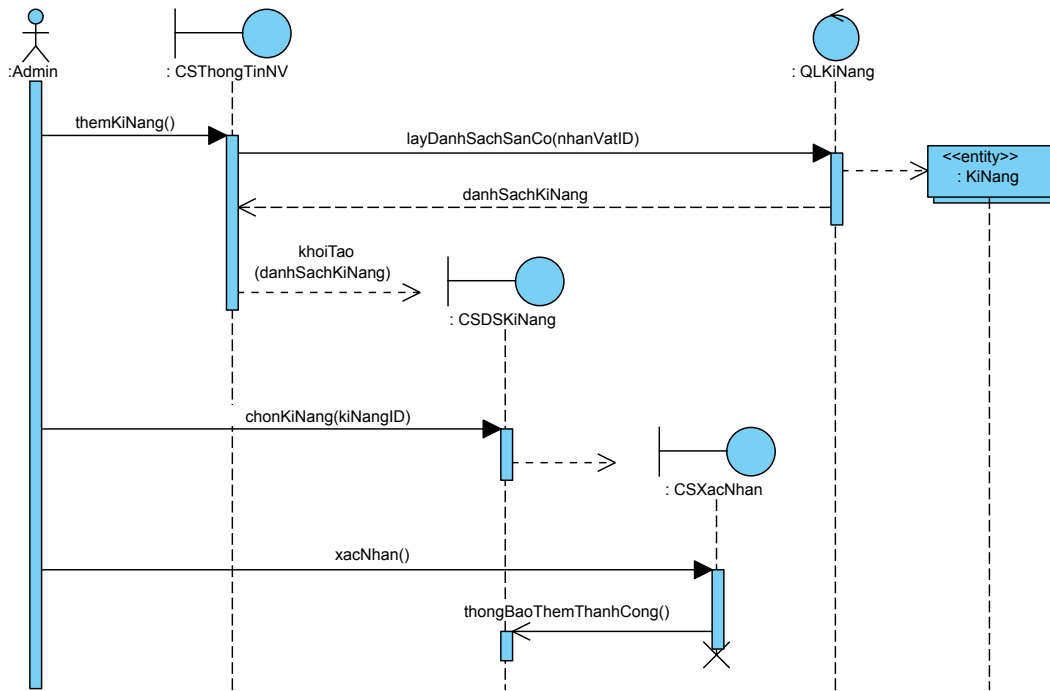 :Admin
: CSThongTinNV
: QLKiNang
themKiNang()
layDanhSachSanCo(nhanVatID)
<<entity>>
: KiNang
danhSachKiNang
khoiTao
(danhSachKiNang)
: CSDSKiNang
chonKiNang(kiNangID)
: CSXacNhan
xacNhan()
thongBaoThemThanhCong()